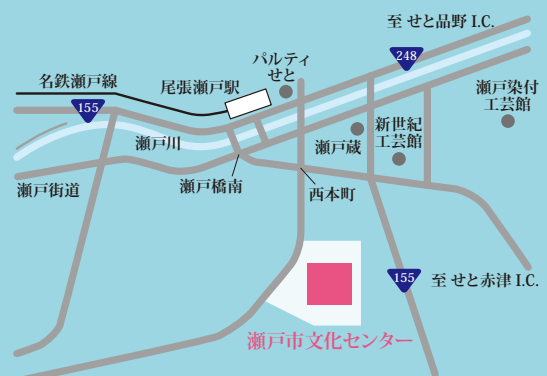 至 せと品野 I.C.
248
パルティ
せと
名鉄瀬戸線
尾張瀬戸駅
瀬戸染付
工芸館
155
新世紀
工芸館
瀬戸川
瀬戸蔵
瀬戸街道
瀬戸橋南
西本町
155
至 せと赤津 I.C.
瀬戸市文化センター